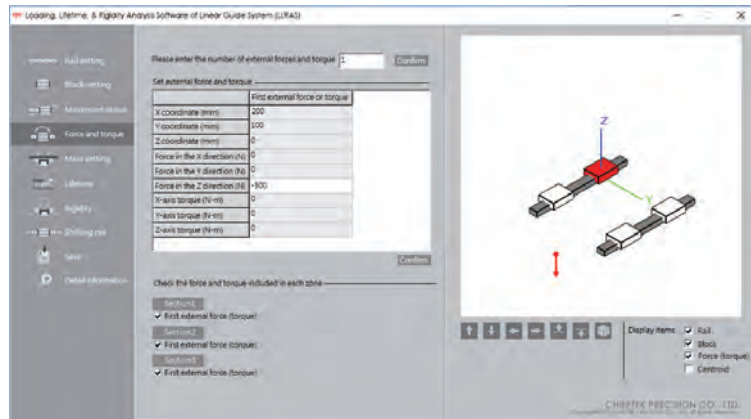 Loading, Lifetime, & Rigidity Analysis Software of Linear Guide System (LLRAS)
Rail setting
Block setting
Movement status
Force and torque
Mass setting
Lifetime
Rigidity
Shifting
Save
Detail information
Please enter the number of external forces and torque 1 Confirm
Set external force and torque
First external force or torque
X coordinate (mm) 200
Y coordinate (mm) 100
Z coordinate (mm) 0
Force in the X direction (N) 0
Force in the Y direction (N) 0
Force in the Z direction (N) -300
X-axis torque (N-m) 0
Y-axis torque (N-m) 0
Z-axis torque (N-m) 0
Confirm
Check the force and torque included in each zone
Section1
First external force (torque)
Section2
First external force (torque)
Section3
First external force (torque)
Z
Y
Display items
Rail
Block
Force (torque)
Centroid
CHIEFTEK PRECISION CO., LTD.